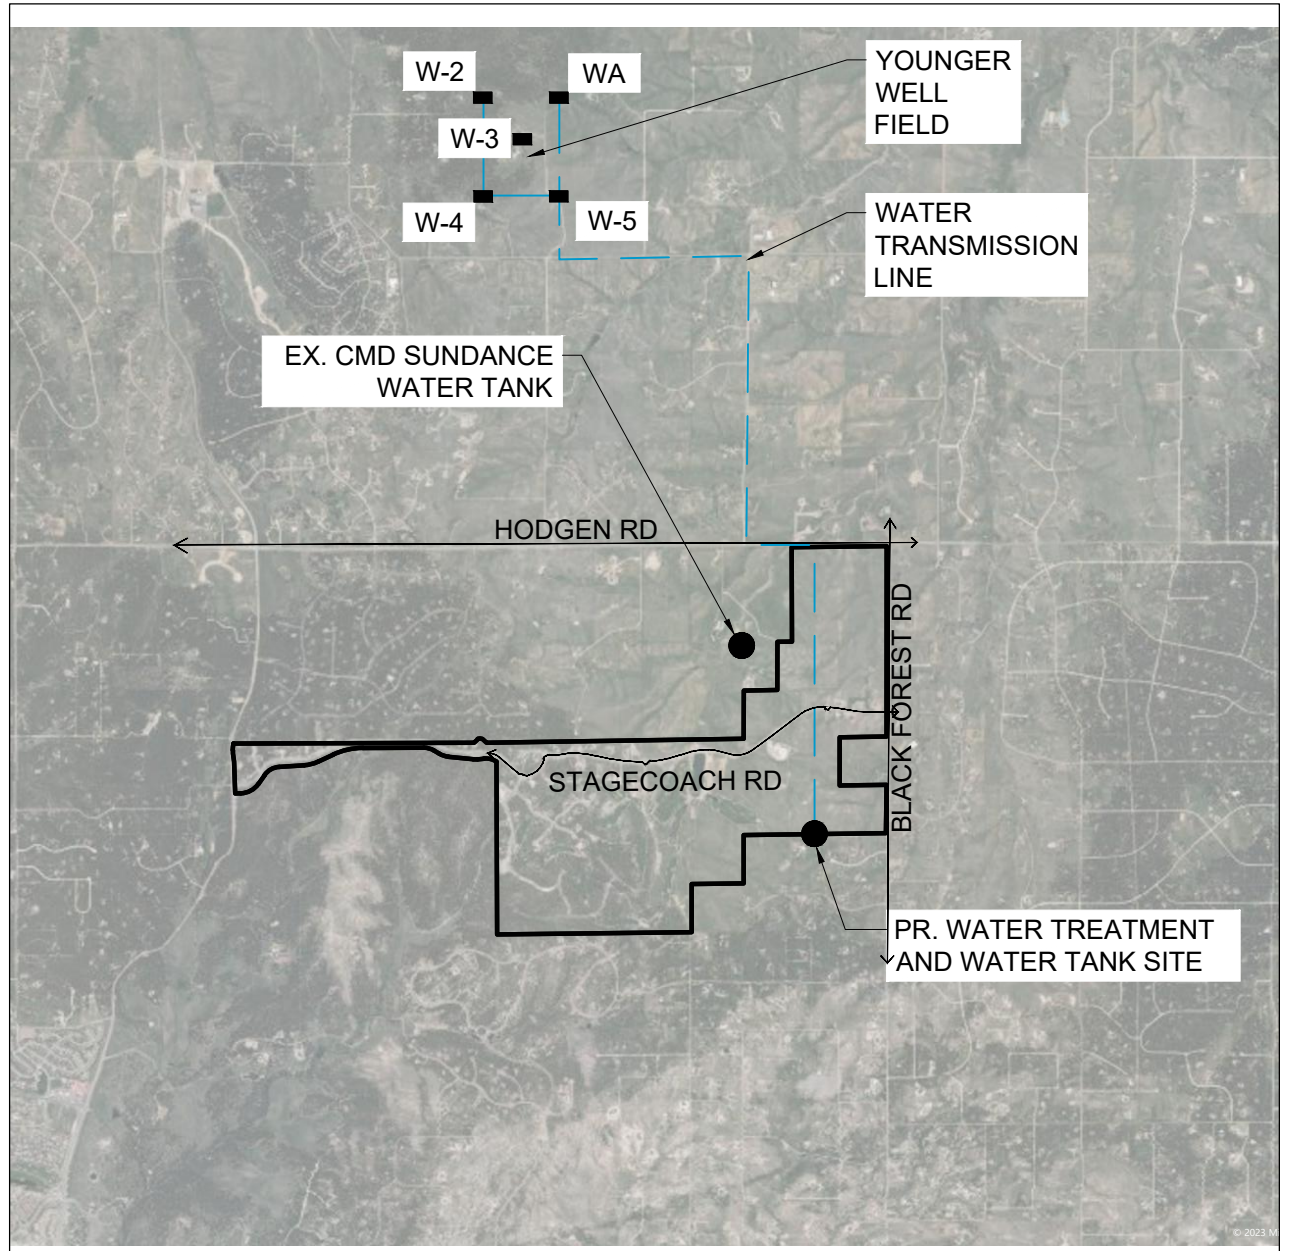 W-2
WA
YOUNGER
WELL
FIELD
W-3
W-4
W-5
WATER
TRANSMISSION
LINE
EX. CMD SUNDANCE
WATER TANK
HODGEN RD
BLACK FOREST RD
STAGECOACH RD
PR. WATER TREATMENT
AND WATER TANK SITE
© 2023 M